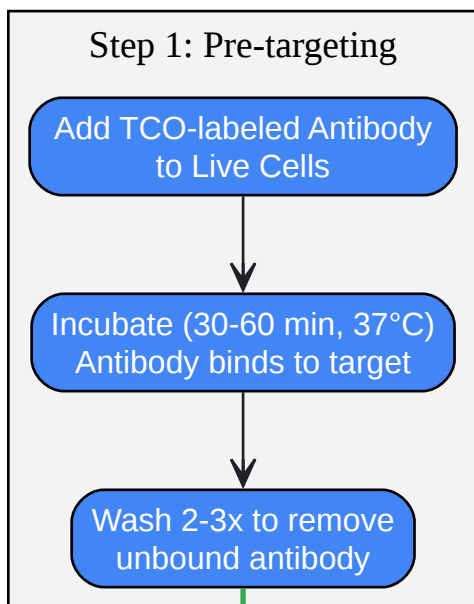 Step 1: Pre-targeting
Add TCO-labeled Antibody
to Live Cells
Incubate (30-60 min, 37°C)
Antibody binds to target
Wash 2-3x to remove
unbound antibody